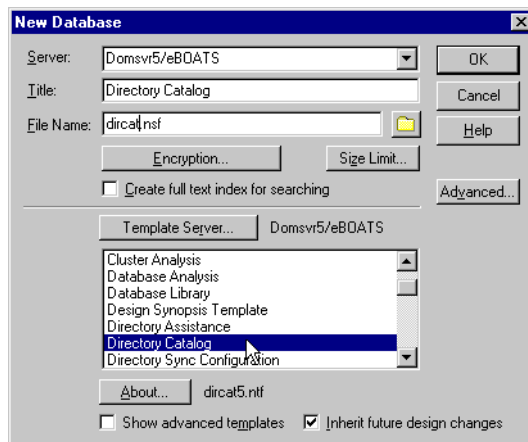 New Database
Server: Domsvr5/eBOATS OK
Title: Directory Catalog Cancel
File Name: dircat.nsf Help
Encryption... Size Limit...
Create full text index for searching Advanced...
Template Server... Domsvr5/eBOATS
Cluster Analysis
Database Analysis
Database Library
Design Synopsis Template
Directory Assistance
Directory Catalog
Directory Sync Configuration
About... dircat5.ntf
Show advanced templates Inherit future design changes